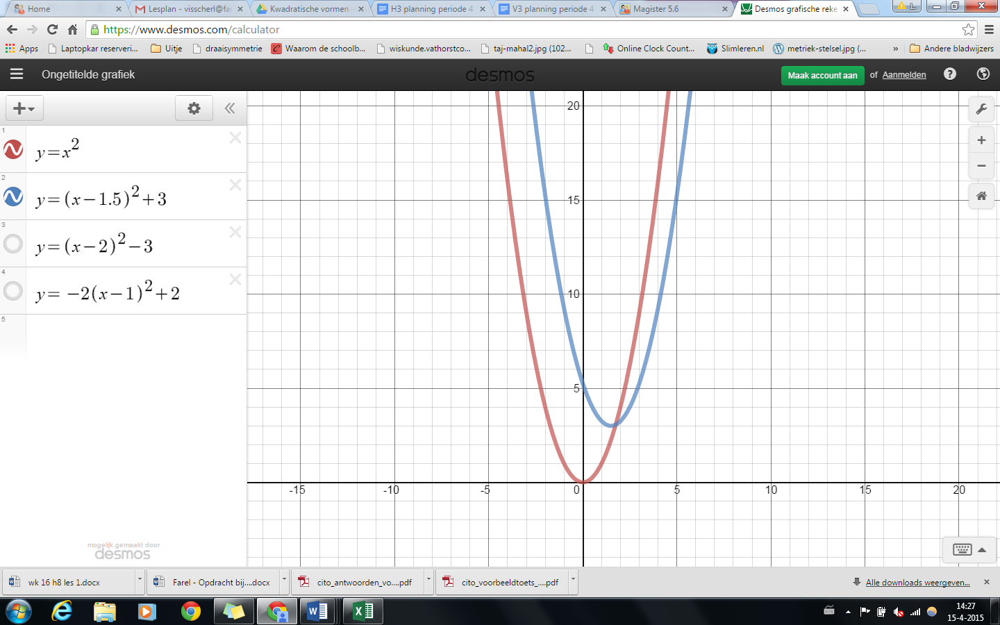 Home
Lesplan - visscherl@fa
Kwadratische vormen
H3 planning periode 4
V3 planning periode 4
Magister 5.6
Desmos grafische reke
https://www.desmos.com/calculator
Apps
Laptopkar reserveri...
Uitje
draaisymmetrie
Waarom de schoolb...
wiskunde.vathorstco...
taj-mahal2.jpg (102...
Online Clock Count...
Slimleren.nl
metriek-stelsel.jpg (...
»
Andere bladwijzers
Ongetitelde grafiek
desmos
Maak account aan
of
Aanmelden
?
1
y=x²
2
y=(x−1.5)²+3
3
y=(x−2)²−3
4
y=−2(x−1)²+2
5
20
15
10
5
-15
-10
-5
0
5
10
15
20
mogelijk gemaakt door
desmos
wk 16 h8 les 1.docx
Farel - Opdracht bij....docx
cito_antwoorden_vo....pdf
cito_voorbeeldtoets_....pdf
Alle downloads weergeven...
14:27
15-4-2015